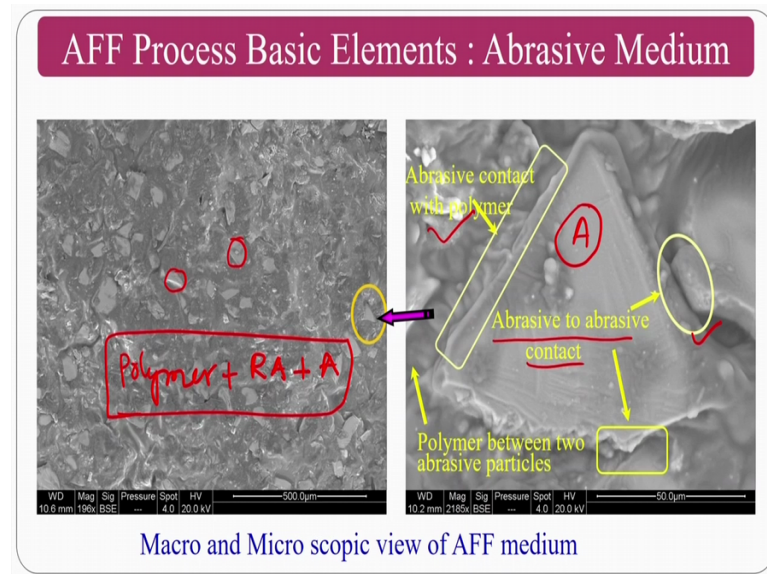 AFF Process Basic Elements : Abrasive Medium
Polymer + RA + A
WD Mag Sig Pressure Spot HV
10.6 mm 196x BSE --- 4.0 20.0 kV
500.0µm
Abrasive contact
with polymer
A
Abrasive to abrasive
contact
Polymer between two
abrasive particles
WD Mag Sig Pressure Spot HV
10.2 mm 2185x BSE --- 4.0 20.0 kV
50.0µm
Macro and Micro scopic view of AFF medium